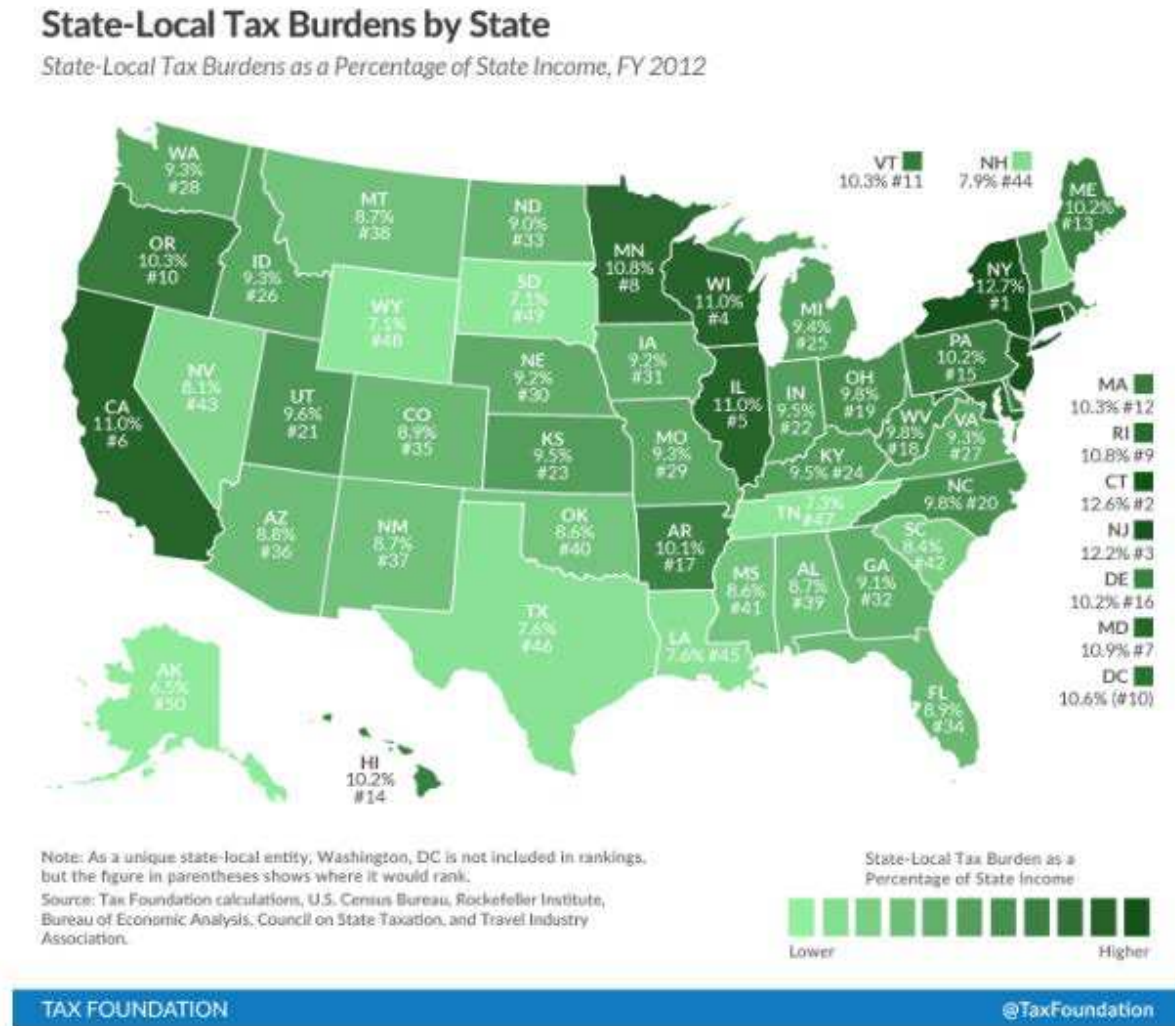 State-Local Tax Burdens by State
State-Local Tax Burdens as a Percentage of State Income, FY 2012
WA
9.3%
#28
MT
8.7%
#38
ND
9.0%
#33
MN
10.8%
#8
VT
10.3% #11
NH
7.9% #44
ME
10.2%
#13
OR
10.3%
#10
ID
9.3%
#26
WY
7.1%
#48
SD
7.1%
#49
WI
11.0%
#4
MI
9.4%
#25
NY
12.7%
#1
NV
8.1%
#43
UT
9.6%
#21
CO
8.9%
#35
NE
9.2%
#30
IA
9.2%
#31
IL
11.0%
#5
IN
9.5%
#22
OH
9.8%
#19
PA
10.2%
#15
CA
11.0%
#6
KS
9.5%
#23
MO
9.3%
#29
KY
9.5% #24
WV
9.8%
#18
VA
9.3%
#27
MA
10.3% #12
RI
10.8% #9
CT
12.6% #2
NJ
12.2% #3
DE
10.2% #16
MD
10.9% #7
DC
10.6% (#10)
AZ
8.8%
#36
NM
8.7%
#37
OK
8.6%
#40
AR
10.1%
#17
TN 7.3%
#47
NC
9.8% #20
SC
8.4%
#42
TX
7.6%
#46
LA
7.6% #45
MS
8.6%
#41
AL
8.7%
#39
GA
9.1%
#32
FL
8.9%
#34
AK
6.5%
#50
HI
10.2%
#14
Note: As a unique state-local entity, Washington, DC is not included in rankings,
but the figure in parentheses shows where it would rank.
Source: Tax Foundation calculations, U.S. Census Bureau, Rockefeller Institute,
Bureau of Economic Analysis, Council on State Taxation, and Travel Industry
Association.
State-Local Tax Burden as a
Percentage of State Income
Lower
Higher
TAX FOUNDATION
@TaxFoundation